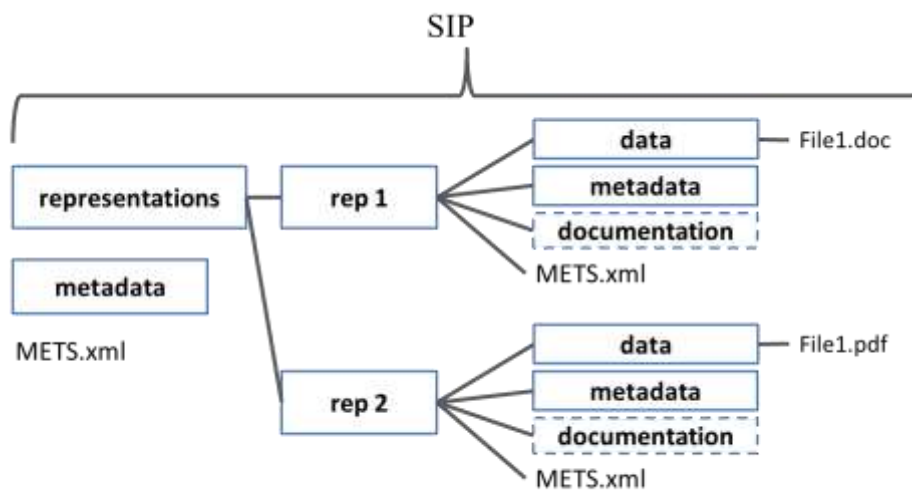 SIP
data
File1.doc
representations
rep 1
metadata
documentation
metadata
METS.xml
METS.xml
data
File1.pdf
rep 2
metadata
documentation
METS.xml